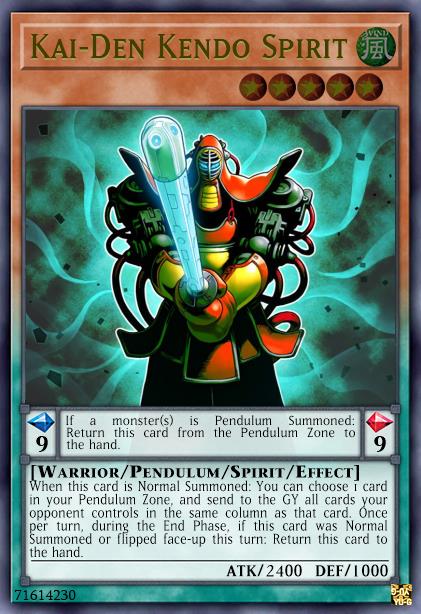 Kai-Den Kendo Spirit
WIND
風
If a monster(s) is Pendulum Summoned:
Return this card from the Pendulum Zone to
the hand.
9
9
[Warrior/Pendulum/Spirit/Effect]
When this card is Normal Summoned: You can choose 1 card
in your Pendulum Zone, and send to the GY all cards your
opponent controls in the same column as that card. Once
per turn, during the End Phase, if this card was Normal
Summoned or flipped face-up this turn: Return this card to
the hand.
ATK/2400 DEF/1000
71614230